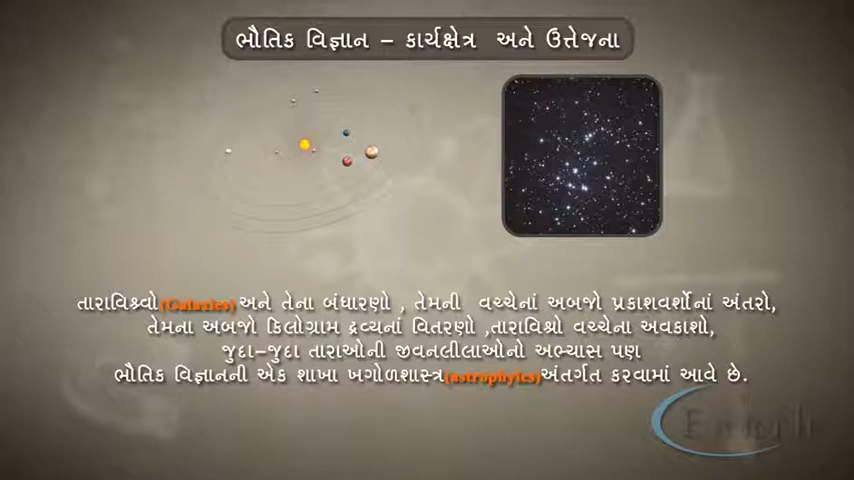 ભૌતિક વિજ્ઞાન – કાર્યક્ષેત્ર અને ઉત્તેજના
તારાવિશ્વો(Galaxies) અને તેના બંધારણો , તેમની વચ્ચેનાં અબજો પ્રકાશવર્શોનાં અંતરો,
તેમના અબજો કિલોગ્રામ દ્રવ્યનાં વિતરણો ,તારાવિશ્રો વચ્ચેના અવકાશો,
જુદા–જુદા તારાઓની જીવનલીલાઓનો અભ્યાસ પણ
ભૌતિક વિજ્ઞાનની એક શાખા ખગોળશાસ્ત્ર(astrophyics)અંતર્ગત કરવામાં આવે છે.